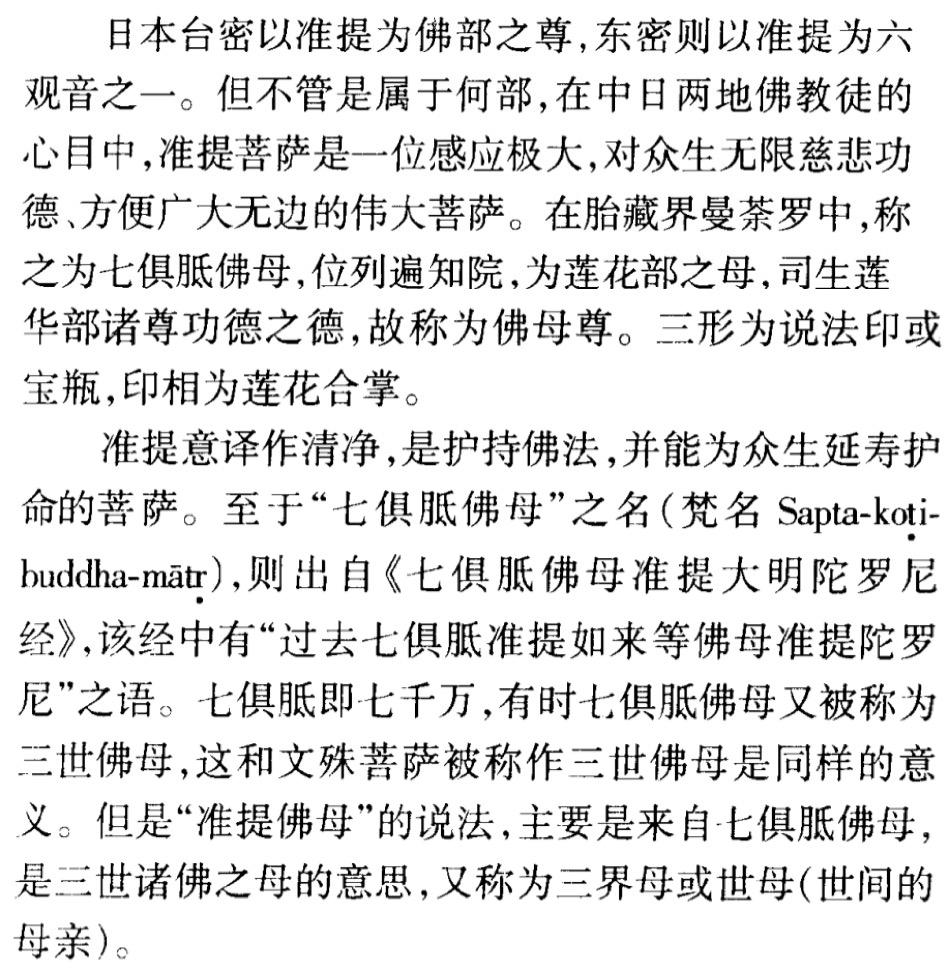 日本台密以准提为佛部之尊,东密则以准提为六
观音之一。但不管是属于何部,在中日两地佛教徒的
心目中,准提菩萨是一位感应极大,对众生无限慈悲功
德、方便广大无边的伟大菩萨。在胎藏界曼荼罗中,称
之为七俱胝佛母,位列遍知院,为莲花部之母,司生莲
华部诸尊功德之德,故称为佛母尊。三形为说法印或
宝瓶,印相为莲花合掌。
准提意译作清净,是护持佛法,并能为众生延寿护
命的菩萨。至于“七俱胝佛母”之名(梵名 Sapta-koṭi-
buddha-mātṛ),则出自《七俱胝佛母准提大明陀罗尼
经》,该经中有“过去七俱胝准提如来等佛母准提陀罗
尼”之语。七俱胝即七千万,有时七俱胝佛母又被称为
三世佛母,这和文殊菩萨被称作三世佛母是同样的意
义。但是“准提佛母”的说法,主要是来自七俱胝佛母,
是三世诸佛之母的意思,又称为三界母或世母(世间的
母亲)。